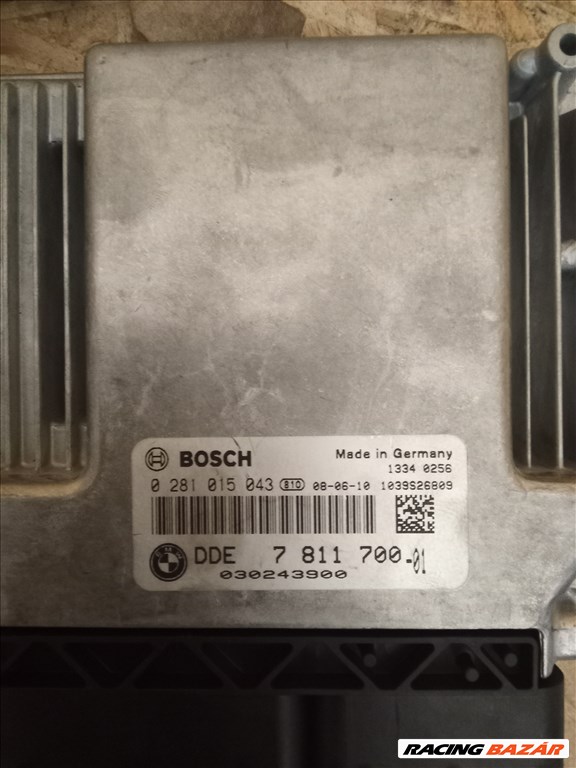 BOSCH Made in Germany
1334 0256
0 281 015 043 810 08-06-10 1039S26809
DDE 7 811 700-01
030243900
RACING BAZÁR